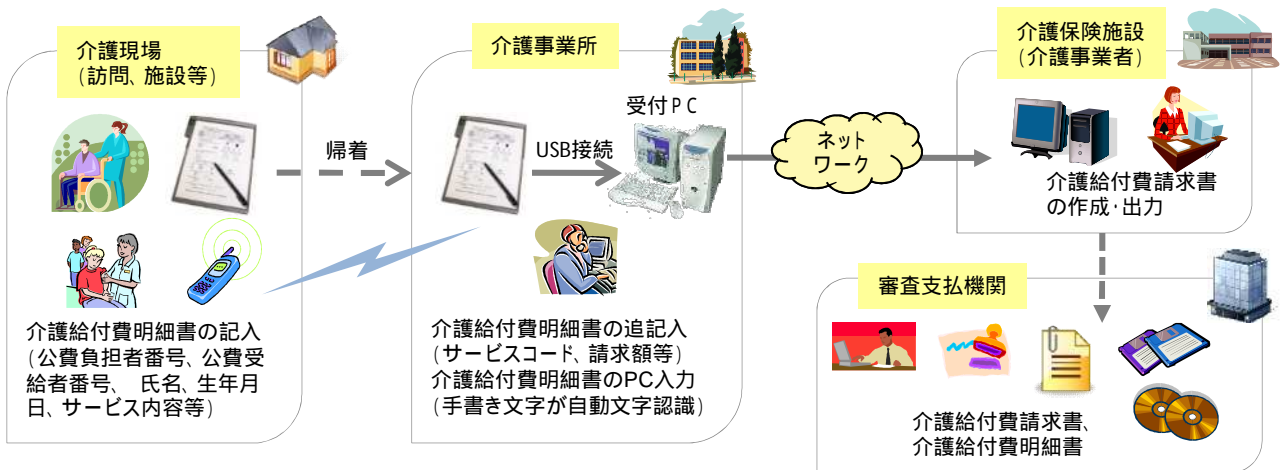 介護現場
(訪問、施設等)
帰着
介護給付費明細書の記入
(公費負担者番号、公費受
給者番号、 氏名、生年月
日、サービス内容等)
介護事業所
受付PC
USB接続
介護給付費明細書の追記入
(サービスコード、請求額等)
介護給付費明細書のPC入力
(手書き文字が自動文字認識)
ネット
ワーク
介護保険施設
(介護事業者)
介護給付費請求書
の作成・出力
審査支払機関
介護給付費請求書、
介護給付費明細書